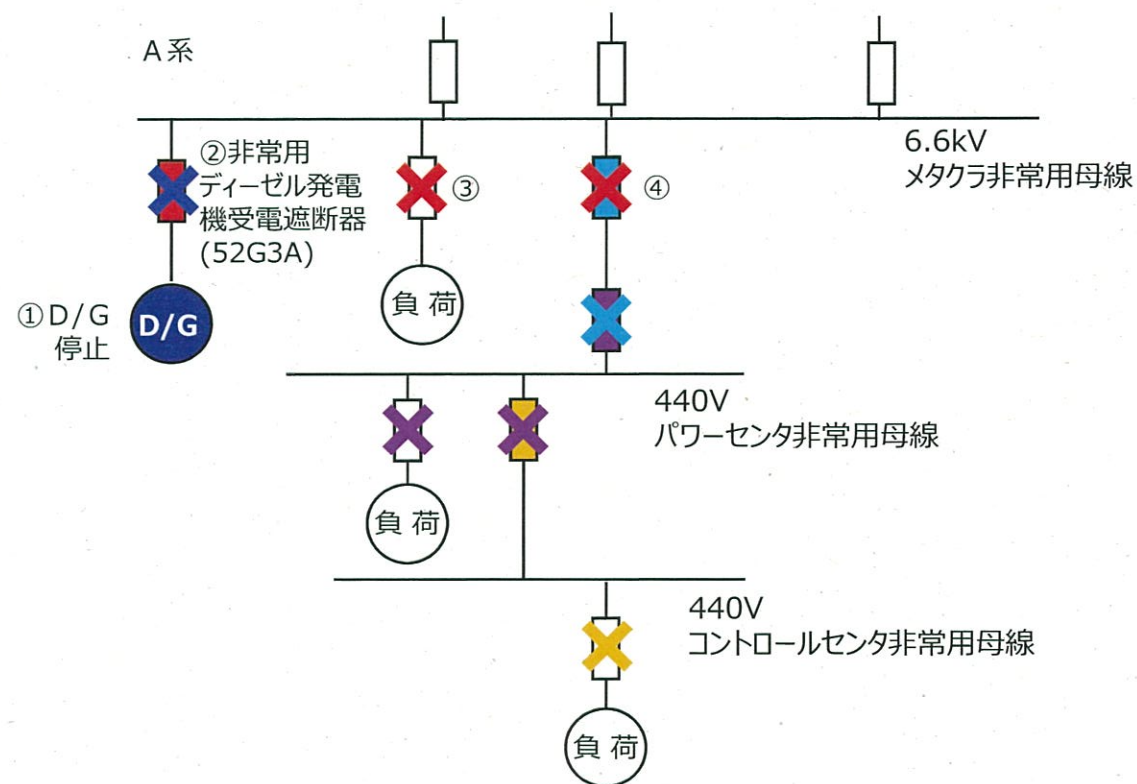 A系
6.6kV
メタクラ非常用母線
②非常用
ディーゼル発電
機受電遮断器
(52G3A)
③
④
負荷
①D/G
停止
D/G
440V
パワーセンタ非常用母線
負荷
440V
コントロールセンタ非常用母線
負荷